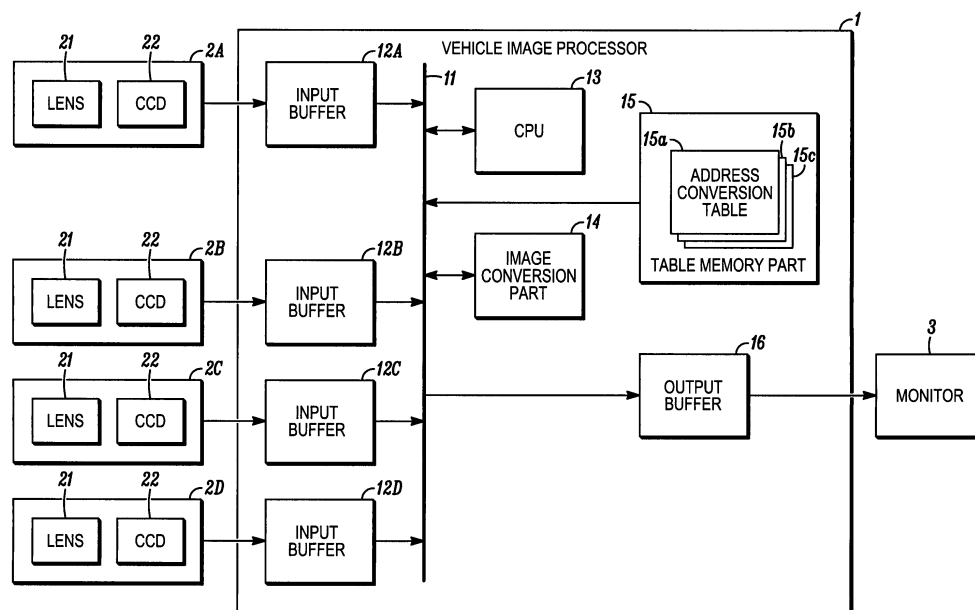 1
VEHICLE IMAGE PROCESSOR
21 22 2A
LENS CCD
12A
INPUT
BUFFER
11
13
CPU
15
15a 15b 15c
ADDRESS
CONVERSION
TABLE
TABLE MEMORY PART
21 22 2B
LENS CCD
12B
INPUT
BUFFER
14
IMAGE
CONVERSION
PART
21 22 2C
LENS CCD
12C
INPUT
BUFFER
16
OUTPUT
BUFFER
3
MONITOR
21 22 2D
LENS CCD
12D
INPUT
BUFFER